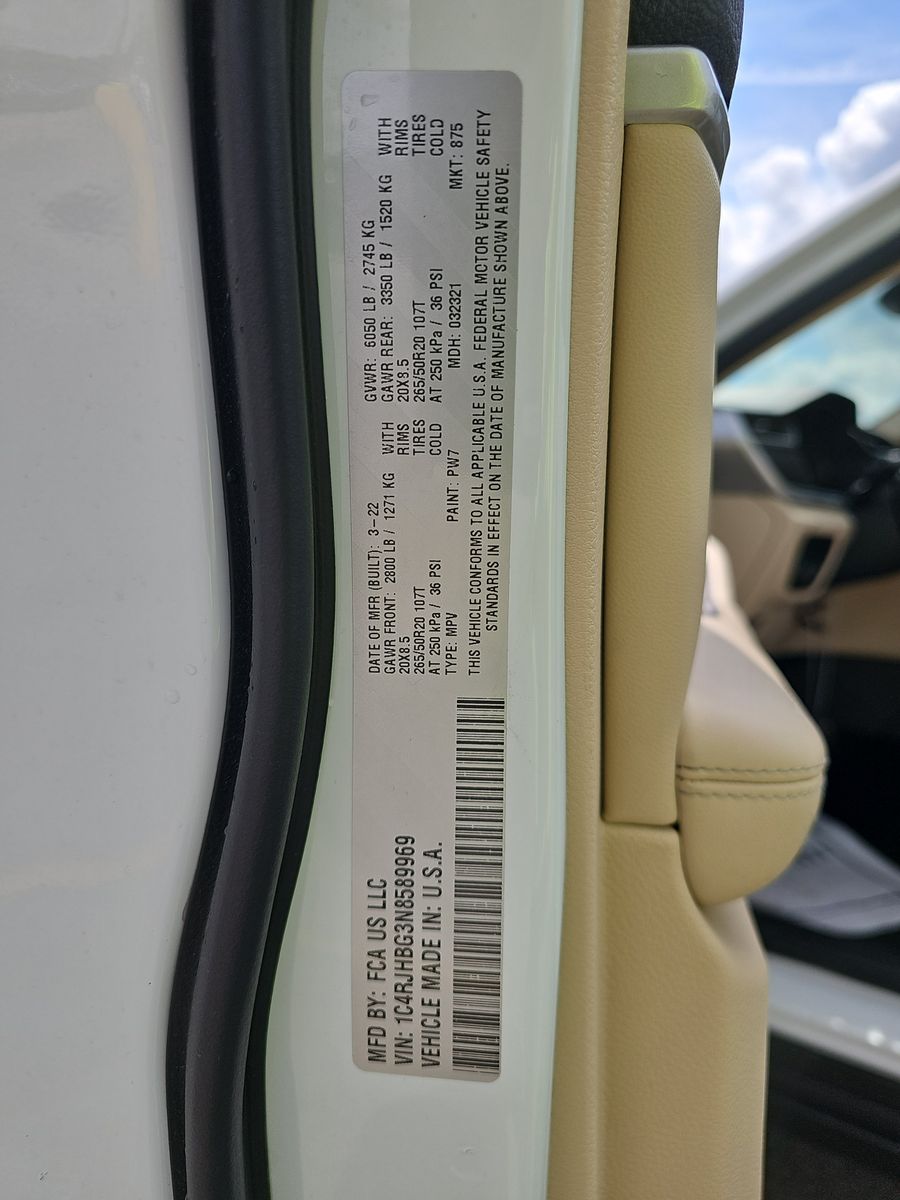 MFD BY: FCA US LLC
VIN: 1C4RJHBG3N8589969
VEHICLE MADE IN: U.S.A.
DATE OF MFR (BUILT): 3-22 GVWR: 6050 LB / 2745 KG
GAWR FRONT: 2800 LB / 1271 KG WITH GAWR REAR: 3350 LB / 1520 KG WITH
20X8.5 RIMS 20X8.5 RIMS
265/50R20 107T TIRES 265/50R20 107T TIRES
AT 250 kPa / 36 PSI COLD AT 250 kPa / 36 PSI COLD
TYPE: MPV PAINT: PW7 MDH: 032321 MKT: 875
THIS VEHICLE CONFORMS TO ALL APPLICABLE U.S.A. FEDERAL MOTOR VEHICLE SAFETY
STANDARDS IN EFFECT ON THE DATE OF MANUFACTURE SHOWN ABOVE.